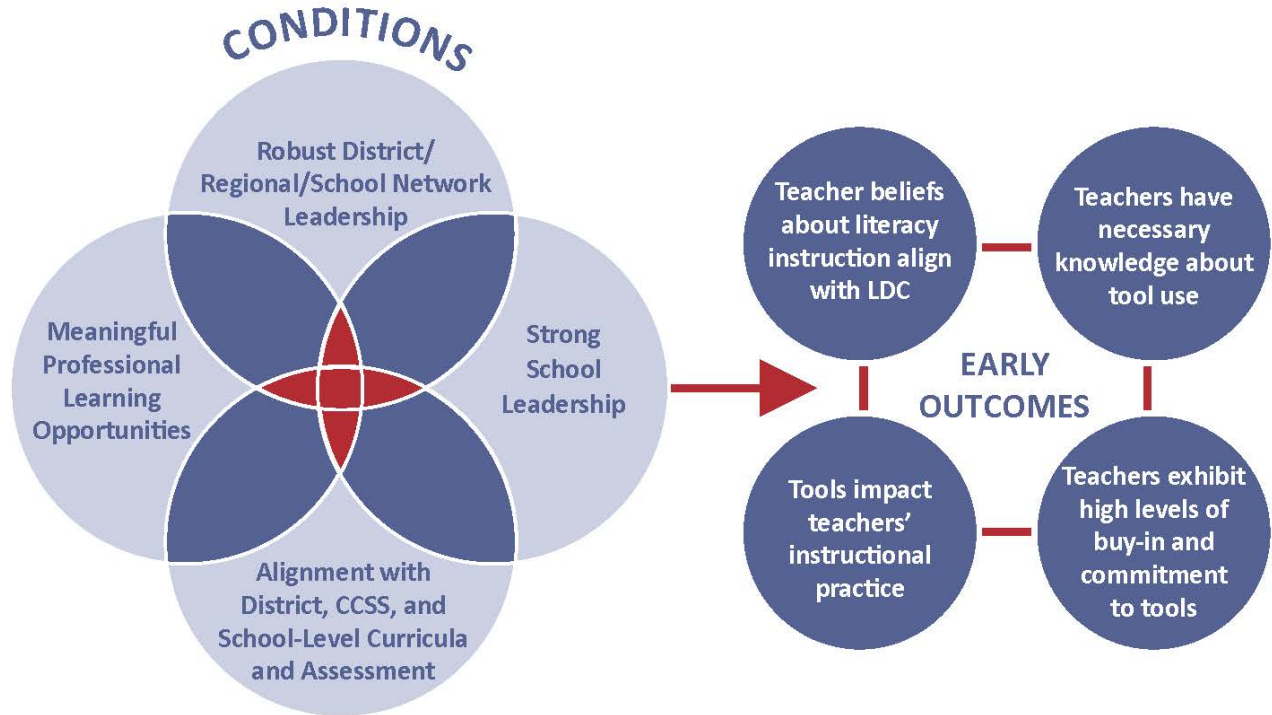 CONDITIONS
Robust District/
Regional/School Network
Leadership
Meaningful
Professional
Learning
Opportunities
Strong
School
Leadership
Alignment with
District, CCSS, and
School-Level Curricula
and Assessment
Teacher beliefs
about literacy
instruction align
with LDC
Teachers have
necessary
knowledge about
tool use
EARLY
OUTCOMES
Tools impact
teachers’
instructional
practice
Teachers exhibit
high levels of
buy-in and
commitment
to tools